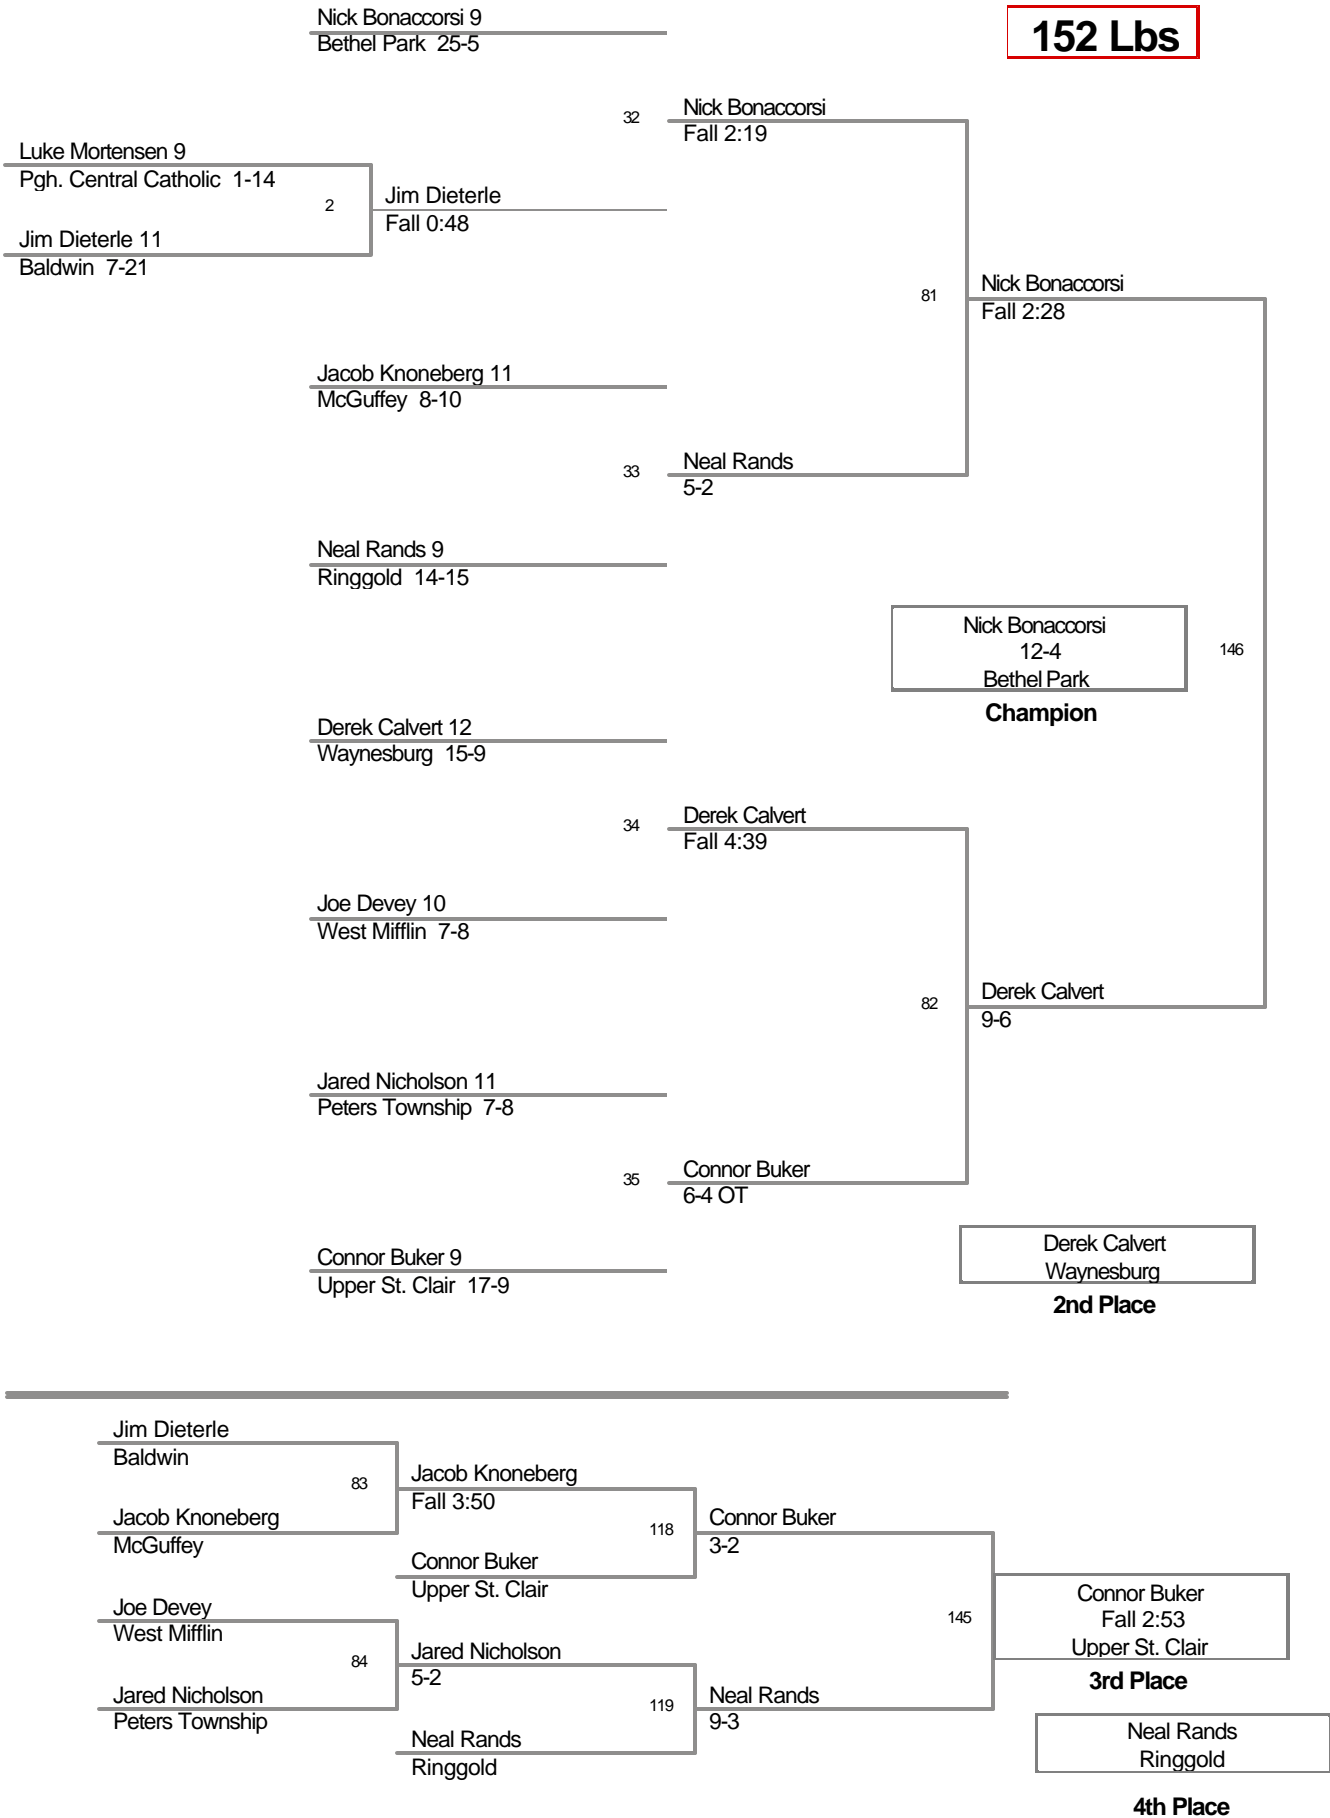 Nick Bonaccorsi 9
Bethel Park 25-5
152 Lbs
32
Nick Bonaccorsi
Fall 2:19
Luke Mortensen 9
Pgh. Central Catholic 1-14
2
Jim Dieterle
Fall 0:48
Jim Dieterle 11
Baldwin 7-21
81
Nick Bonaccorsi
Fall 2:28
Jacob Knoneberg 11
McGuffey 8-10
33
Neal Rands
5-2
Neal Rands 9
Ringgold 14-15
Nick Bonaccorsi
12-4
Bethel Park
Champion
146
Derek Calvert 12
Waynesburg 15-9
34
Derek Calvert
Fall 4:39
Joe Devey 10
West Mifflin 7-8
82
Derek Calvert
9-6
Jared Nicholson 11
Peters Township 7-8
35
Connor Buker
6-4 OT
Connor Buker 9
Upper St. Clair 17-9
Derek Calvert
Waynesburg
2nd Place
Jim Dieterle
Baldwin
83
Jacob Knoneberg
Fall 3:50
Jacob Knoneberg
McGuffey
118
Connor Buker
3-2
Connor Buker
Upper St. Clair
Joe Devey
West Mifflin
84
Jared Nicholson
5-2
Jared Nicholson
Peters Township
119
Neal Rands
9-3
Neal Rands
Ringgold
145
Connor Buker
Fall 2:53
Upper St. Clair
3rd Place
Neal Rands
Ringgold
4th Place